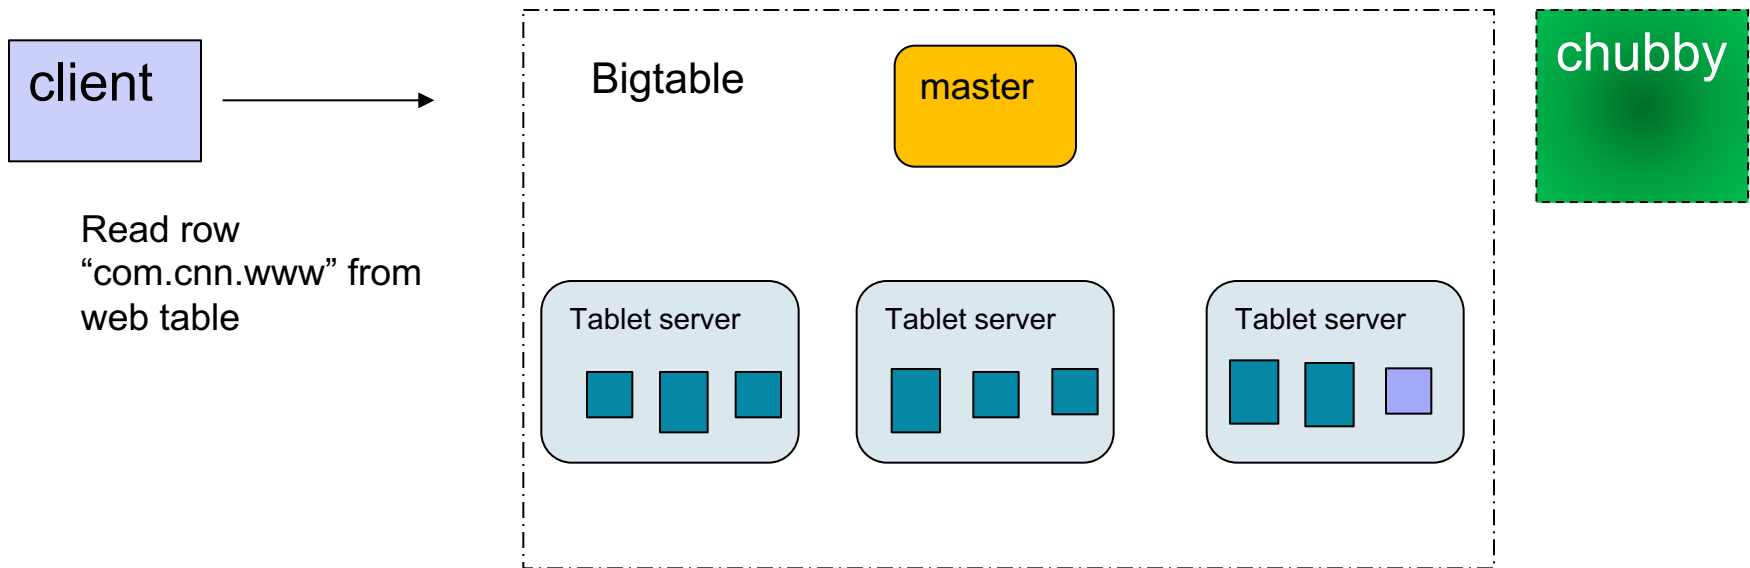 client
Bigtable
master
chubby
Read row
“com.cnn.www” from
web table
Tablet server
Tablet server
Tablet server